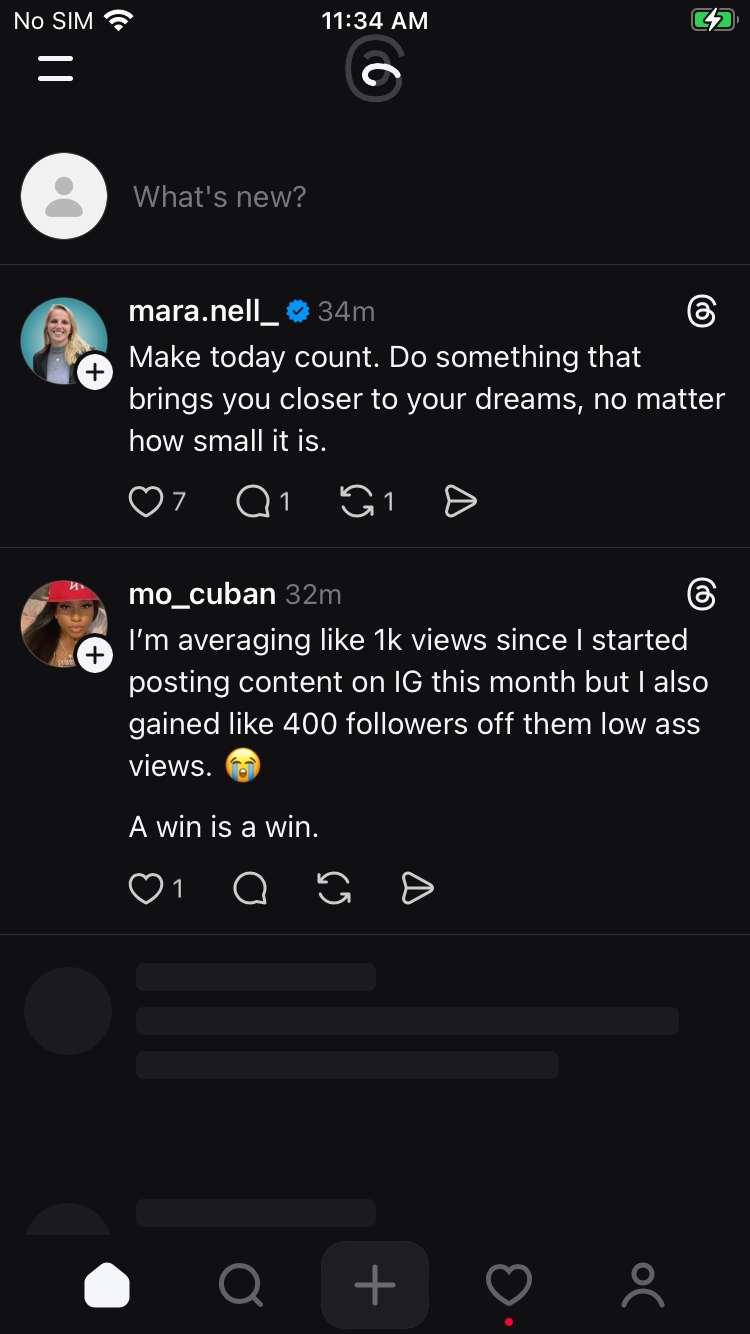 No SIM 11:34 AM
What's new?
mara.nell_ 34m
Make today count. Do something that
brings you closer to your dreams, no matter
how small it is.
7 1 1
mo_cuban 32m
I’m averaging like 1k views since I started
posting content on IG this month but I also
gained like 400 followers off them low ass
views. 😭
A win is a win.
1